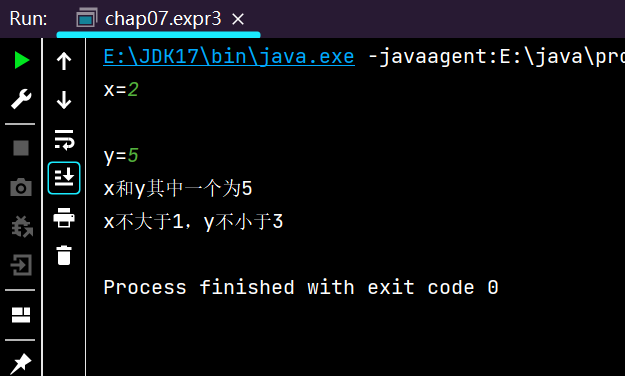 Run: chap07.expr3
E:\JDK17\bin\java.exe -javaagent:E:\java\pro
x=2
y=5
x和y其中一个为5
x不大于1，y不小于3
Process finished with exit code 0